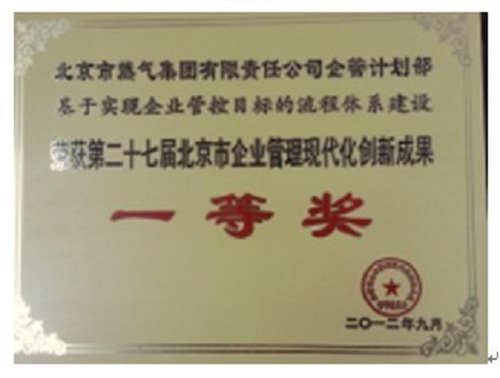 北京市燃气集团有限责任公司企管计划部
基于实现企业管控目标的流程体系建设
荣获第二十七届北京市企业管理现代化创新成果
一等奖
二〇一二年九月